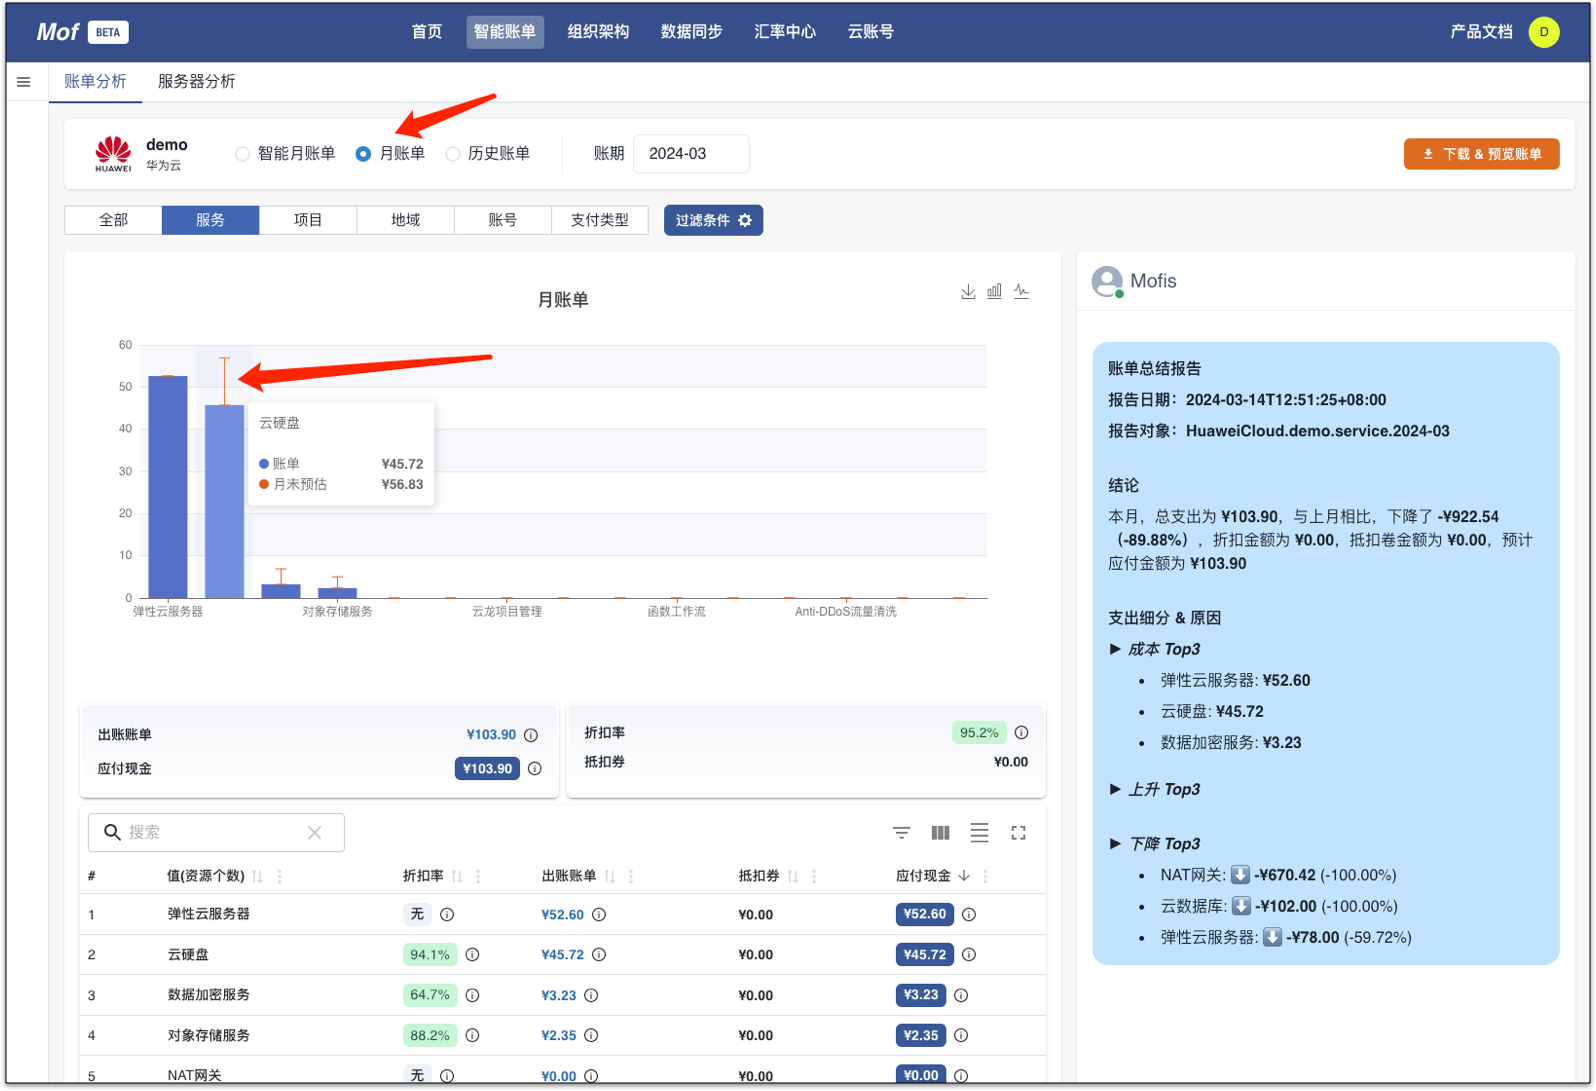 Mof BETA 首页 智能账单 组织架构 数据同步 汇率中心 云账号 产品文档 D
账单分析 服务器分析
HUAWEI demo 华为云 智能月账单 月账单 历史账单 账期 2024-03 下载 & 预览账单
全部 服务 项目 地域 账号 支付类型 过滤条件
月账单
60
50
40
30
20
10
0
云硬盘
账单 ¥45.72
月末预估 ¥56.83
弹性云服务器 对象存储服务 云龙项目管理 函数工作流 Anti-DDoS流量清洗
出账账单 ¥103.90
应付现金 ¥103.90
折扣率 95.2%
抵扣券 ¥0.00
搜索
# 值(资源个数) 折扣率 出账账单 抵扣券 应付现金
1 弹性云服务器 无 ¥52.60 ¥0.00 ¥52.60
2 云硬盘 94.1% ¥45.72 ¥0.00 ¥45.72
3 数据加密服务 64.7% ¥3.23 ¥0.00 ¥3.23
4 对象存储服务 88.2% ¥2.35 ¥0.00 ¥2.35
5 NAT网关 无 ¥0.00 ¥0.00 ¥0.00
Mofis
账单总结报告
报告日期：2024-03-14T12:51:25+08:00
报告对象：HuaweiCloud.demo.service.2024-03
结论
本月，总支出为 ¥103.90，与上月相比，下降了 -¥922.54
（-89.88%），折扣金额为 ¥0.00，抵扣卷金额为 ¥0.00，预计
应付金额为 ¥103.90
支出细分 & 原因
▶ 成本 Top3
• 弹性云服务器: ¥52.60
• 云硬盘: ¥45.72
• 数据加密服务: ¥3.23
▶ 上升 Top3
▶ 下降 Top3
• NAT网关: ⬇ -¥670.42 (-100.00%)
• 云数据库: ⬇ -¥102.00 (-100.00%)
• 弹性云服务器: ⬇ -¥78.00 (-59.72%)